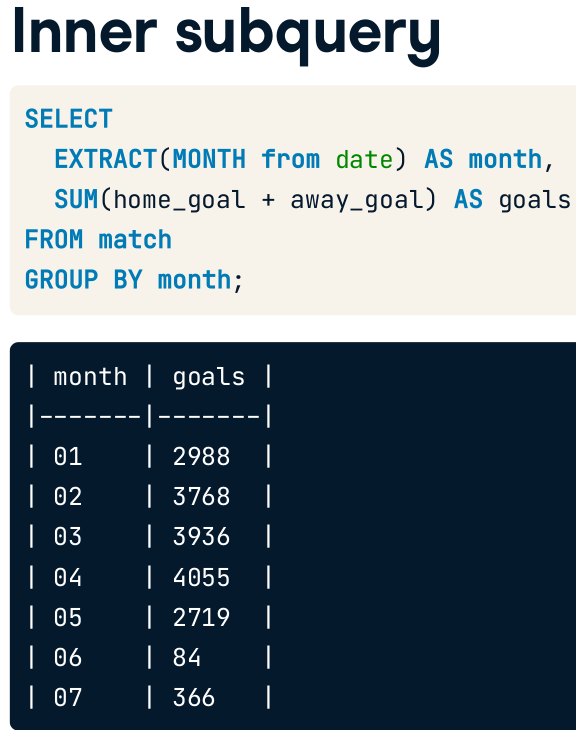 Inner subquery
SELECT
  EXTRACT(MONTH from date) AS month,
  SUM(home_goal + away_goal) AS goals
FROM match
GROUP BY month;
| month | goals |
|-------|-------|
| 01    | 2988  |
| 02    | 3768  |
| 03    | 3936  |
| 04    | 4055  |
| 05    | 2719  |
| 06    | 84    |
| 07    | 366   |